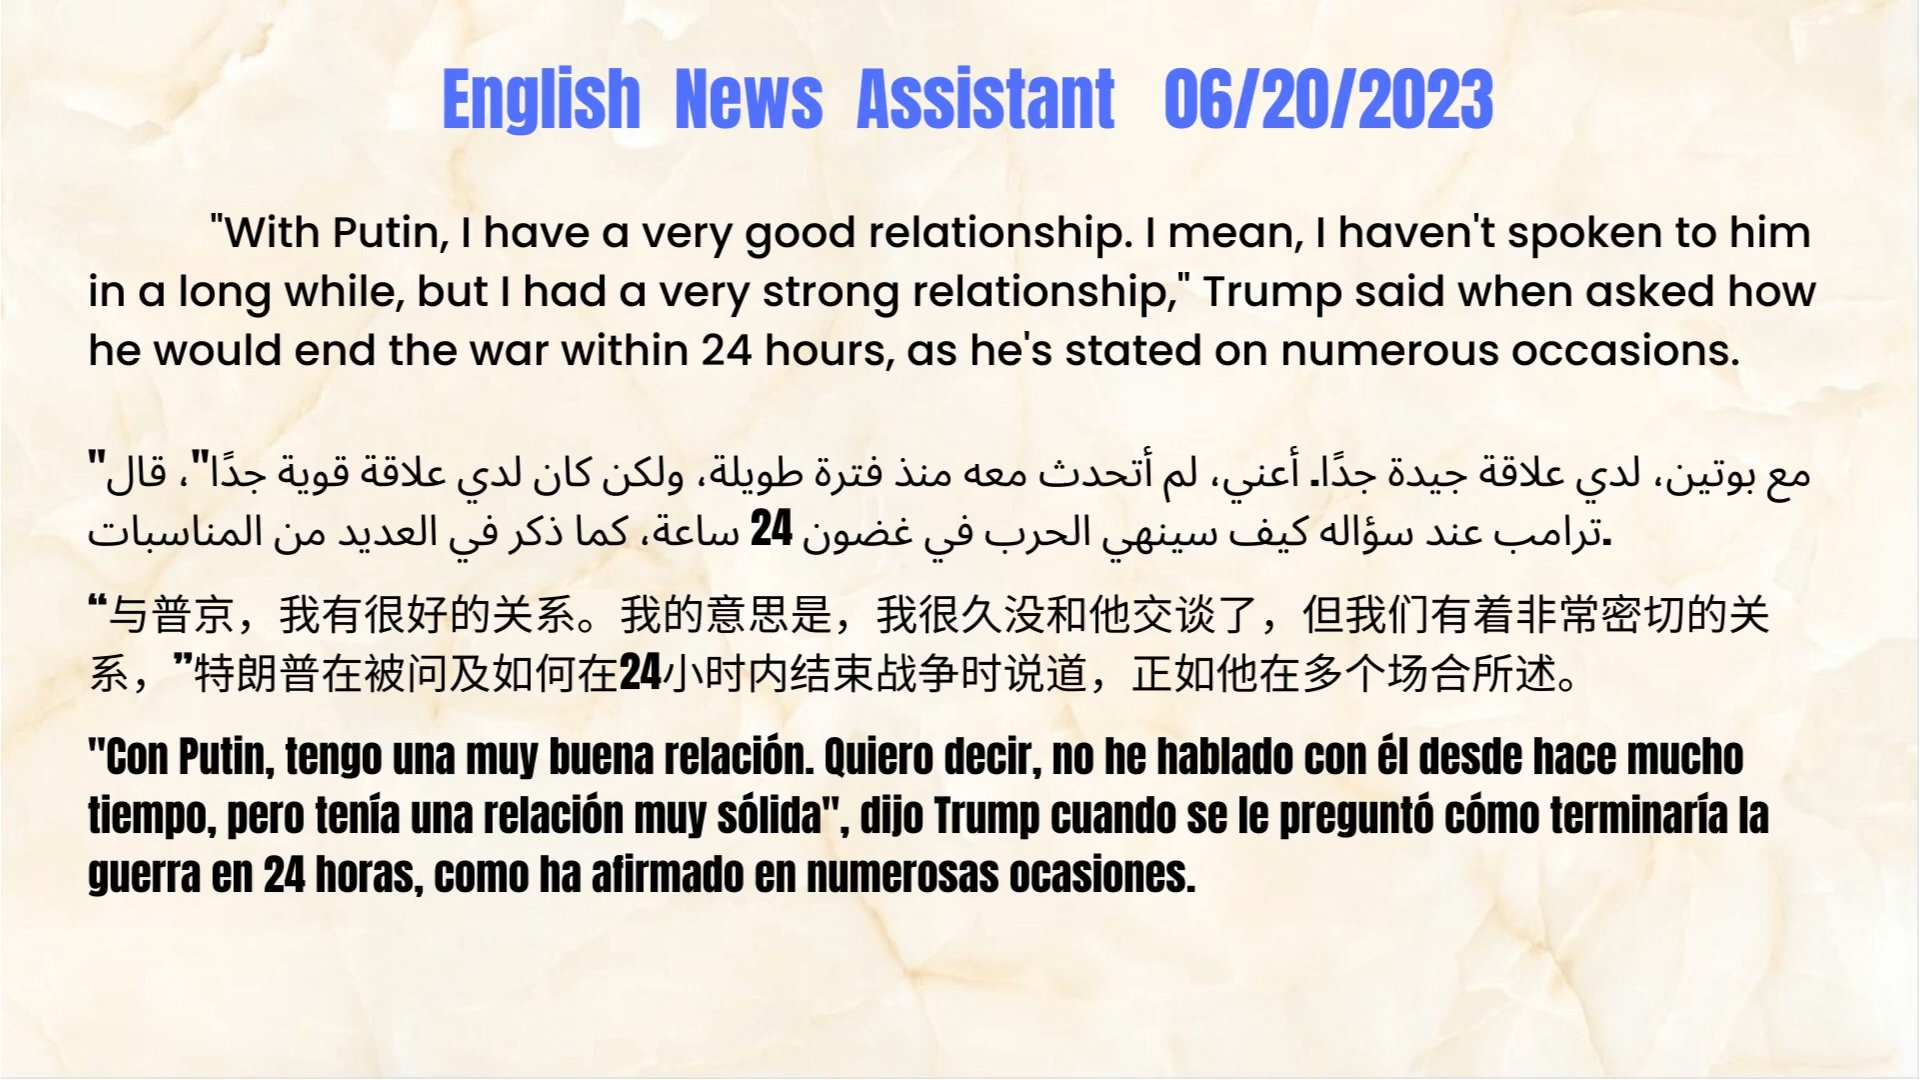 English News Assistant 06/20/2023
"With Putin, I have a very good relationship. I mean, I haven't spoken to him
in a long while, but I had a very strong relationship," Trump said when asked how
he would end the war within 24 hours, as he's stated on numerous occasions.
"مع بوتين، لدي علاقة جيدة جدًا. أعني، لم أتحدث معه منذ فترة طويلة، ولكن كان لدي علاقة قوية جدًا"، قال
ترامب عند سؤاله كيف سينهي الحرب في غضون 24 ساعة، كما ذكر في العديد من المناسبات.
“与普京，我有很好的关系。我的意思是，我很久没和他交谈了，但我们有着非常密切的关
系，”特朗普在被问及如何在24小时内结束战争时说道，正如他在多个场合所述。
"Con Putin, tengo una muy buena relación. Quiero decir, no he hablado con él desde hace mucho
tiempo, pero tenía una relación muy sólida", dijo Trump cuando se le preguntó cómo terminaría la
guerra en 24 horas, como ha afirmado en numerosas ocasiones.